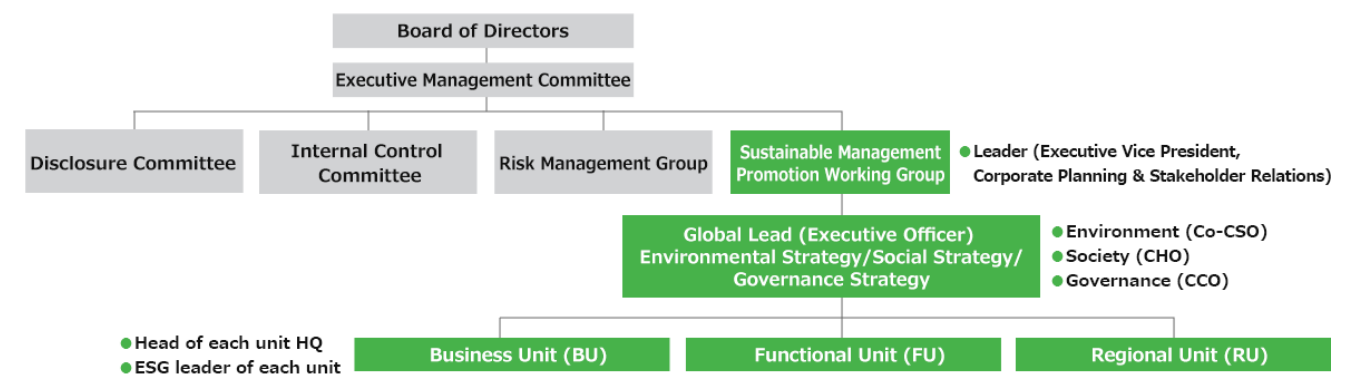 Board of Directors
Executive Management Committee
Disclosure Committee
Internal Control
Committee
Risk Management Group
Sustainable Management
Promotion Working Group
●Leader (Executive Vice President,
Corporate Planning & Stakeholder Relations)
Global Lead (Executive Officer)
Environmental Strategy/Social Strategy/
Governance Strategy
●Environment (Co-CSO)
●Society (CHO)
●Governance (CCO)
●Head of each unit HQ
●ESG leader of each unit
Business Unit (BU)
Functional Unit (FU)
Regional Unit (RU)